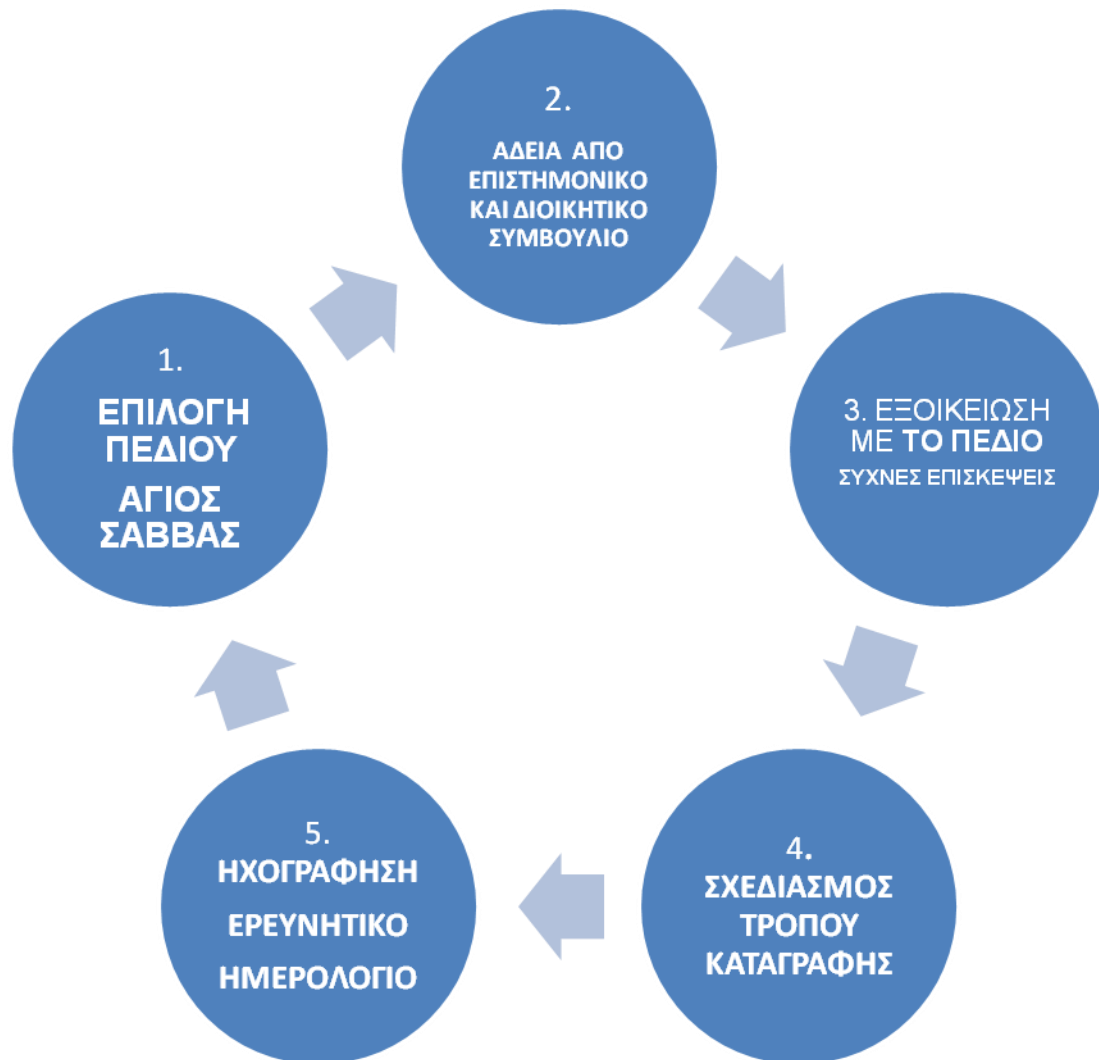 1.
ΕΠΙΛΟΓΗ
ΠΕΔΙΟΥ
ΑΓΙΟΣ
ΣΑΒΒΑΣ
2.
ΑΔΕΙΑ ΑΠΟ
ΕΠΙΣΤΗΜΟΝΙΚΟ
ΚΑΙ ΔΙΟΙΚΗΤΙΚΟ
ΣΥΜΒΟΥΛΙΟ
3. ΕΞΟΙΚΕΙΩΣΗ
ΜΕ ΤΟ ΠΕΔΙΟ
ΣΥΧΝΕΣ ΕΠΙΣΚΕΨΕΙΣ
4.
ΣΧΕΔΙΑΣΜΟΣ
ΤΡΟΠΟΥ
ΚΑΤΑΓΡΑΦΗΣ
5.
ΗΧΟΓΡΑΦΗΣΗ
ΕΡΕΥΝΗΤΙΚΟ
ΗΜΕΡΟΛΟΓΙΟ